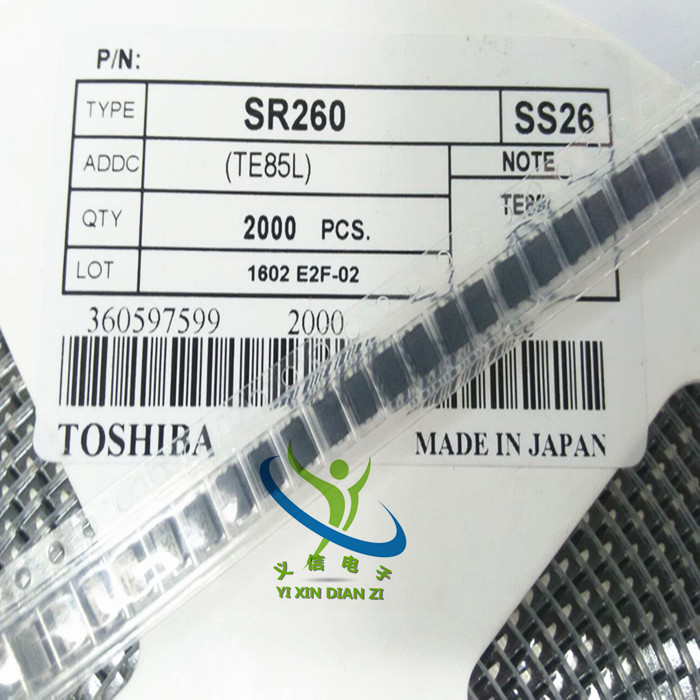 P/N:
TYPE SR260 SS26
ADDC (TE85L) NOTE
QTY 2000 PCS.
LOT 1602 E2F-02
360597599 2000
TOSHIBA MADE IN JAPAN
义信电子
YI XIN DIAN ZI